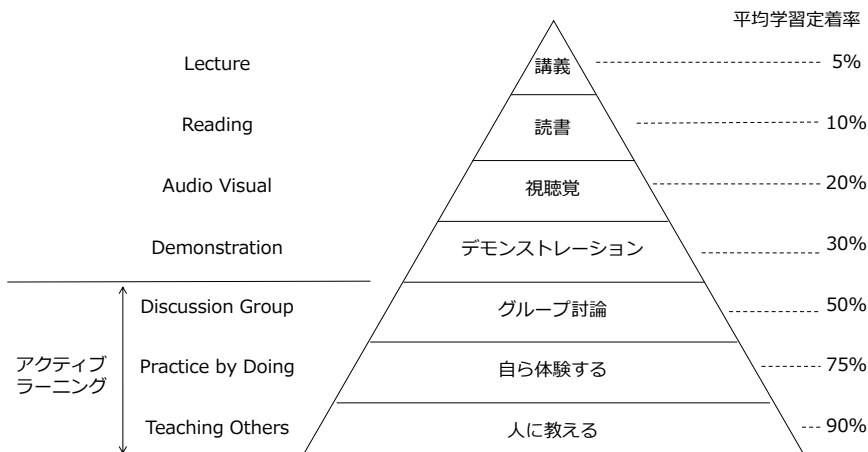 平均学習定着率
Lecture 講義 5%
Reading 読書 10%
Audio Visual 視聴覚 20%
Demonstration デモンストレーション 30%
Discussion Group グループ討論 50%
アクティブ
ラーニング
Practice by Doing 自ら体験する 75%
Teaching Others 人に教える 90%